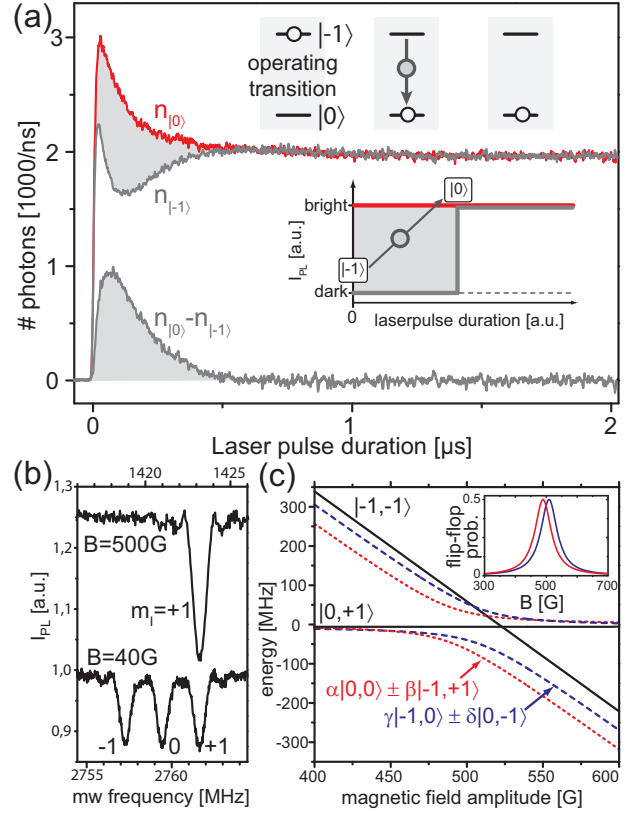 (a)
# photons [1000/ns]
3
2
1
0
n|0⟩
n|-1⟩
n|0⟩-n|-1⟩
|-1⟩
operating
transition
|0⟩
I_PL [a.u.]
bright
dark
|-1⟩
|0⟩
0
laserpulse duration [a.u.]
0
1
2
Laser pulse duration [µs]
(b)
1420
1425
I_PL [a.u.]
1,3
1,2
1,1
1,0
0,9
B=500G
m_I=+1
B=40G
-1
0
+1
2755
2760
mw frequency [MHz]
(c)
energy [MHz]
300
200
100
0
-100
-200
-300
|-1,-1⟩
|0,+1⟩
α|0,0⟩ ± β|-1,+1⟩
γ|-1,0⟩ ± δ|0,-1⟩
flip-flop
prob.
0.5
0
300
500
700
B [G]
400
450
500
550
600
magnetic field amplitude [G]